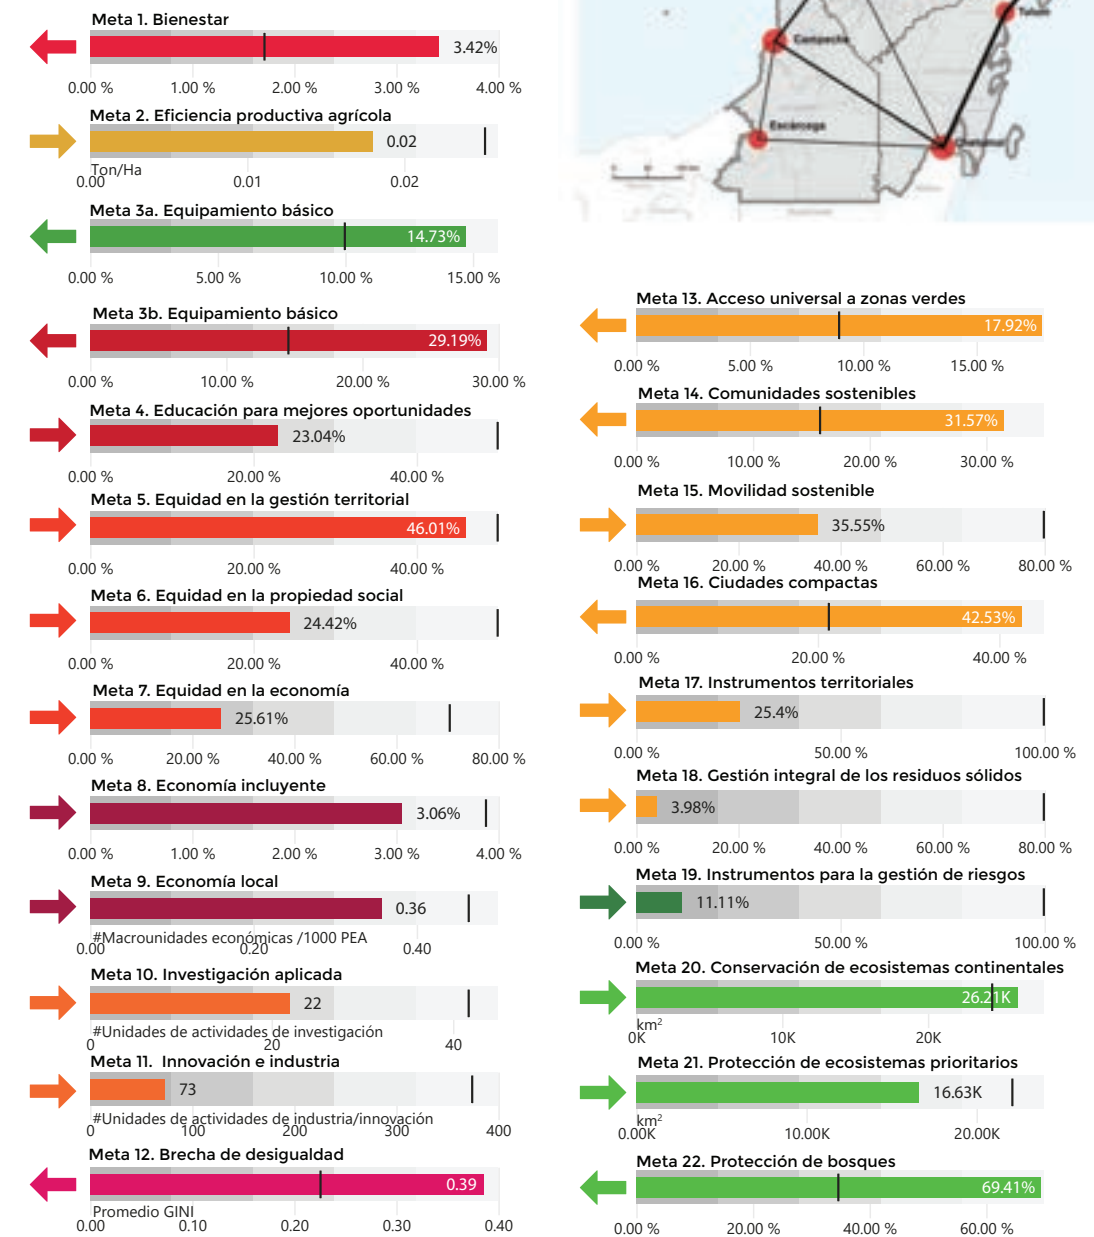 Meta 1. Bienestar
3.42%
0.00 % 1.00 % 2.00 % 3.00 % 4.00 %
Meta 2. Eficiencia productiva agrícola
0.02
Ton/Ha
0.00 0.01 0.02
Meta 3a. Equipamiento básico
14.73%
0.00 % 5.00 % 10.00 % 15.00 %
Meta 3b. Equipamiento básico
29.19%
0.00 % 10.00 % 20.00 % 30.00 %
Meta 4. Educación para mejores oportunidades
23.04%
0.00 % 20.00 % 40.00 %
Meta 5. Equidad en la gestión territorial
46.01%
0.00 % 20.00 % 40.00 %
Meta 6. Equidad en la propiedad social
24.42%
0.00 % 20.00 % 40.00 %
Meta 7. Equidad en la economía
25.61%
0.00 % 20.00 % 40.00 % 60.00 % 80.00 %
Meta 8. Economía incluyente
3.06%
0.00 % 1.00 % 2.00 % 3.00 % 4.00 %
Meta 9. Economía local
0.36
#Macrounidades económicas /1000 PEA
0.00 0.20 0.40
Meta 10. Investigación aplicada
22
#Unidades de actividades de investigación
0 20 40
Meta 11. Innovación e industria
73
#Unidades de actividades de industria/innovación
0 100 200 300 400
Meta 12. Brecha de desigualdad
0.39
Promedio GINI
0.00 0.10 0.20 0.30 0.40
Campeche
Escárcega
Tulum
Meta 13. Acceso universal a zonas verdes
17.92%
0.00 % 5.00 % 10.00 % 15.00 %
Meta 14. Comunidades sostenibles
31.57%
0.00 % 10.00 % 20.00 % 30.00 %
Meta 15. Movilidad sostenible
35.55%
0.00 % 20.00 % 40.00 % 60.00 % 80.00 %
Meta 16. Ciudades compactas
42.53%
0.00 % 20.00 % 40.00 %
Meta 17. Instrumentos territoriales
25.4%
0.00 % 50.00 % 100.00 %
Meta 18. Gestión integral de los residuos sólidos
3.98%
0.00 % 20.00 % 40.00 % 60.00 % 80.00 %
Meta 19. Instrumentos para la gestión de riesgos
11.11%
0.00 % 50.00 % 100.00 %
Meta 20. Conservación de ecosistemas continentales
26.21K
km²
0K 10K 20K
Meta 21. Protección de ecosistemas prioritarios
16.63K
km²
0.00K 10.00K 20.00K
Meta 22. Protección de bosques
69.41%
0.00 % 20.00 % 40.00 % 60.00 %